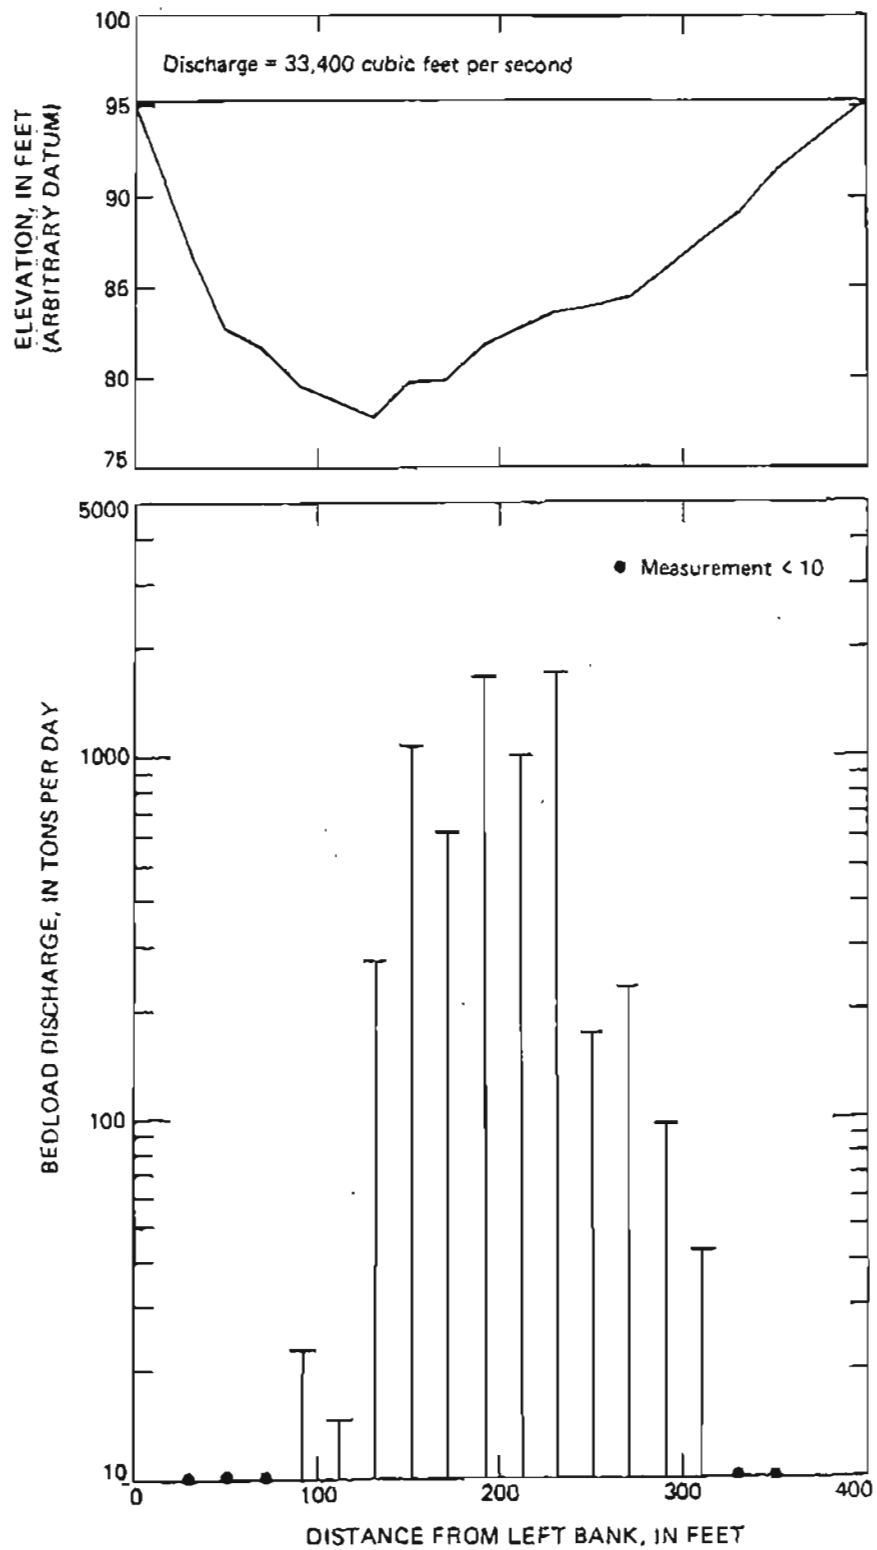 100
Discharge = 33,400 cubic feet per second
95
90
85
80
75
ELEVATION, IN FEET
(ARBITRARY DATUM)
5000
● Measurement < 10
1000
100
10
BEDLOAD DISCHARGE, IN TONS PER DAY
0 100 200 300 400
DISTANCE FROM LEFT BANK, IN FEET